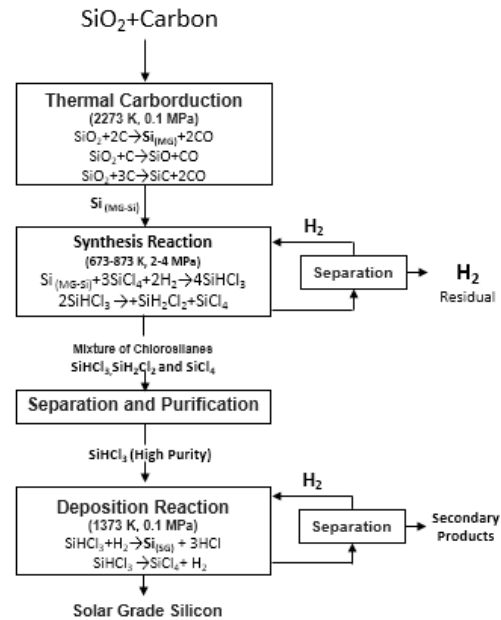 SiO₂+Carbon
Thermal Carborduction
(2273 K, 0.1 MPa)
SiO₂+2C→Si(MG)+2CO
SiO₂+C→SiO+CO
SiO₂+3C→SiC+2CO
Si (MG-Si)
Synthesis Reaction
(673-873 K, 2-4 MPa)
Si (MG-Si)+3SiCl₄+2H₂→4SiHCl₃
2SiHCl₃→+SiH₂Cl₂+SiCl₄
H₂
Separation
H₂
Residual
Mixture of Chlorosilanes
SiHCl₃,SiH₂Cl₂ and SiCl₄
Separation and Purification
SiHCl₃ (High Purity)
Deposition Reaction
(1373 K, 0.1 MPa)
SiHCl₃+H₂→Si(SG) + 3HCl
SiHCl₃→SiCl₄+ H₂
H₂
Separation
Secondary
Products
Solar Grade Silicon